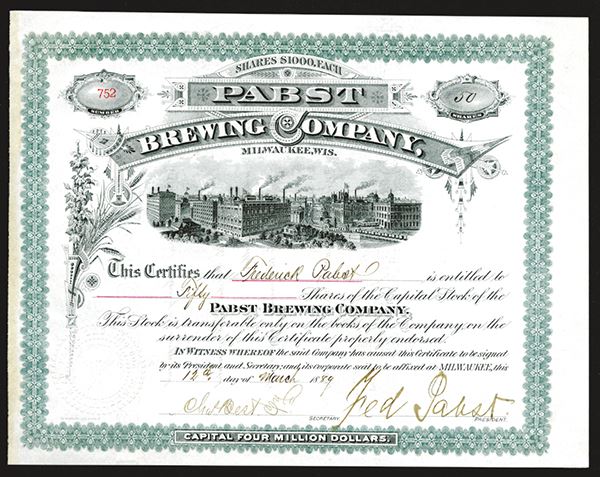 SHARES $1000, EACH
752
NUMBER
50
SHARES
PABST
BREWING COMPANY,
MILWAUKEE, WIS.
This Certifies that Frederick Pabst is entitled to
Fifty Shares of the Capital Stock of the
PABST BREWING COMPANY.
This Stock is transferable only on the books of the Company, on the
surrender of this Certificate properly endorsed.
IN WITNESS WHEREOF the said Company has caused this Certificate to be signed
by its President and Secretary, and its corporate seal to be affixed at MILWAUKEE, this
12th day of March 1889
Chas Best Jr
SECRETARY.
Fred Pabst
PRESIDENT.
CAPITAL FOUR MILLION DOLLARS.